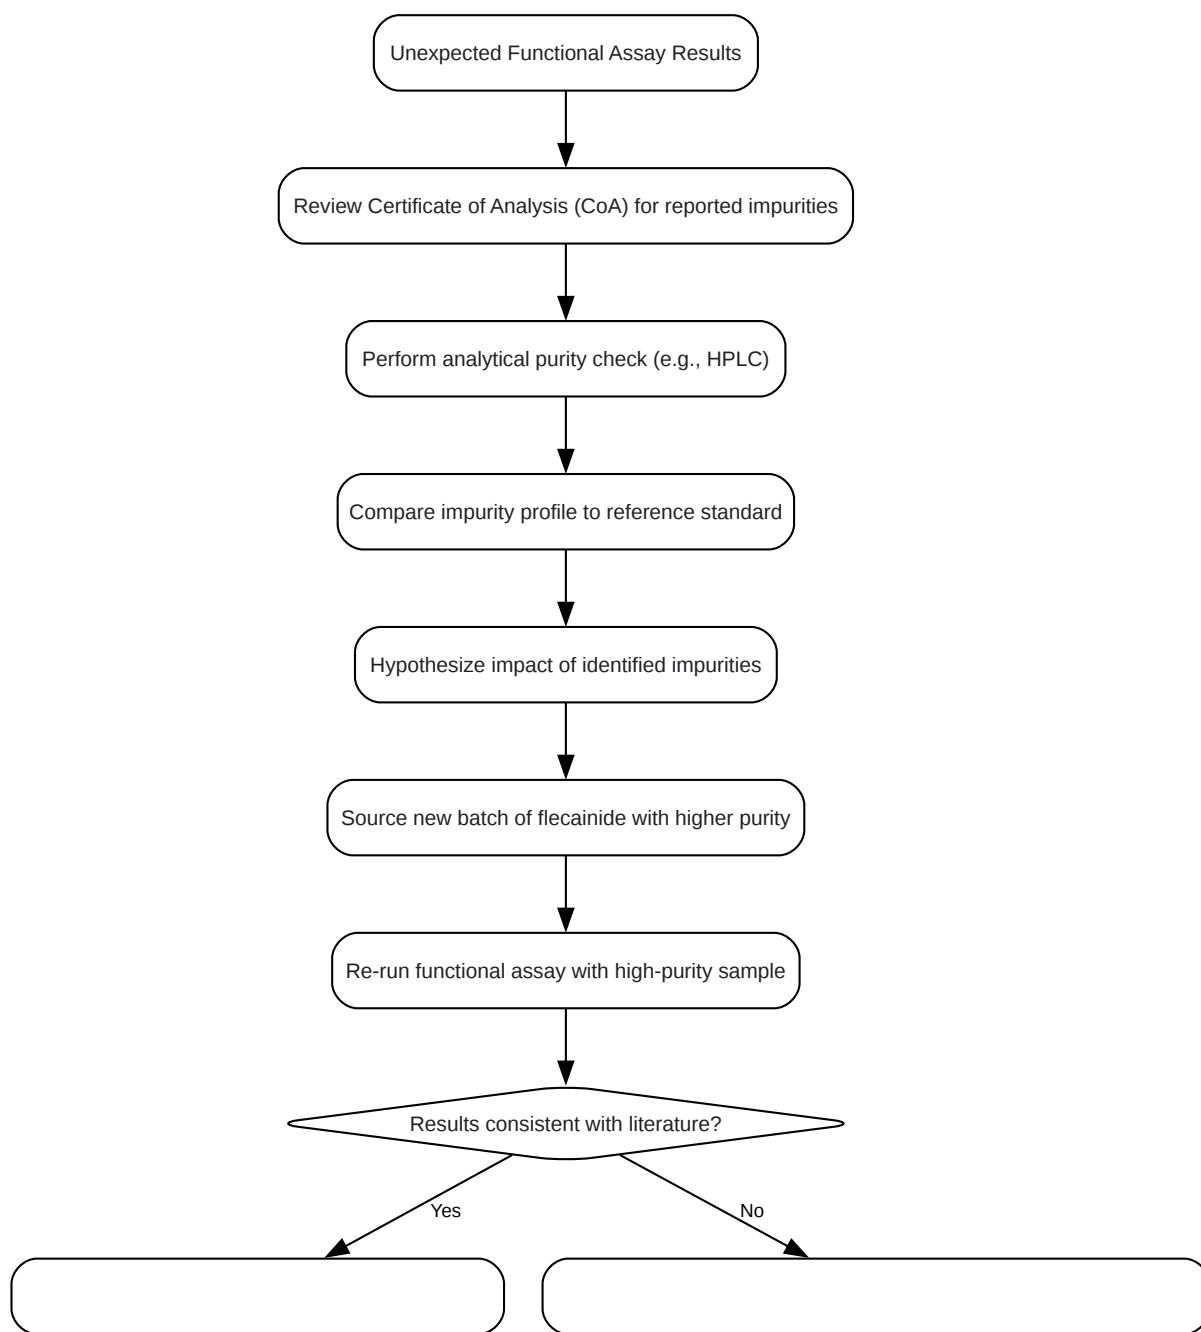 Unexpected Functional Assay Results
Review Certificate of Analysis (CoA) for reported impurities
Perform analytical purity check (e.g., HPLC)
Compare impurity profile to reference standard
Hypothesize impact of identified impurities
Source new batch of flecainide with higher purity
Re-run functional assay with high-purity sample
Results consistent with literature?
Yes
No